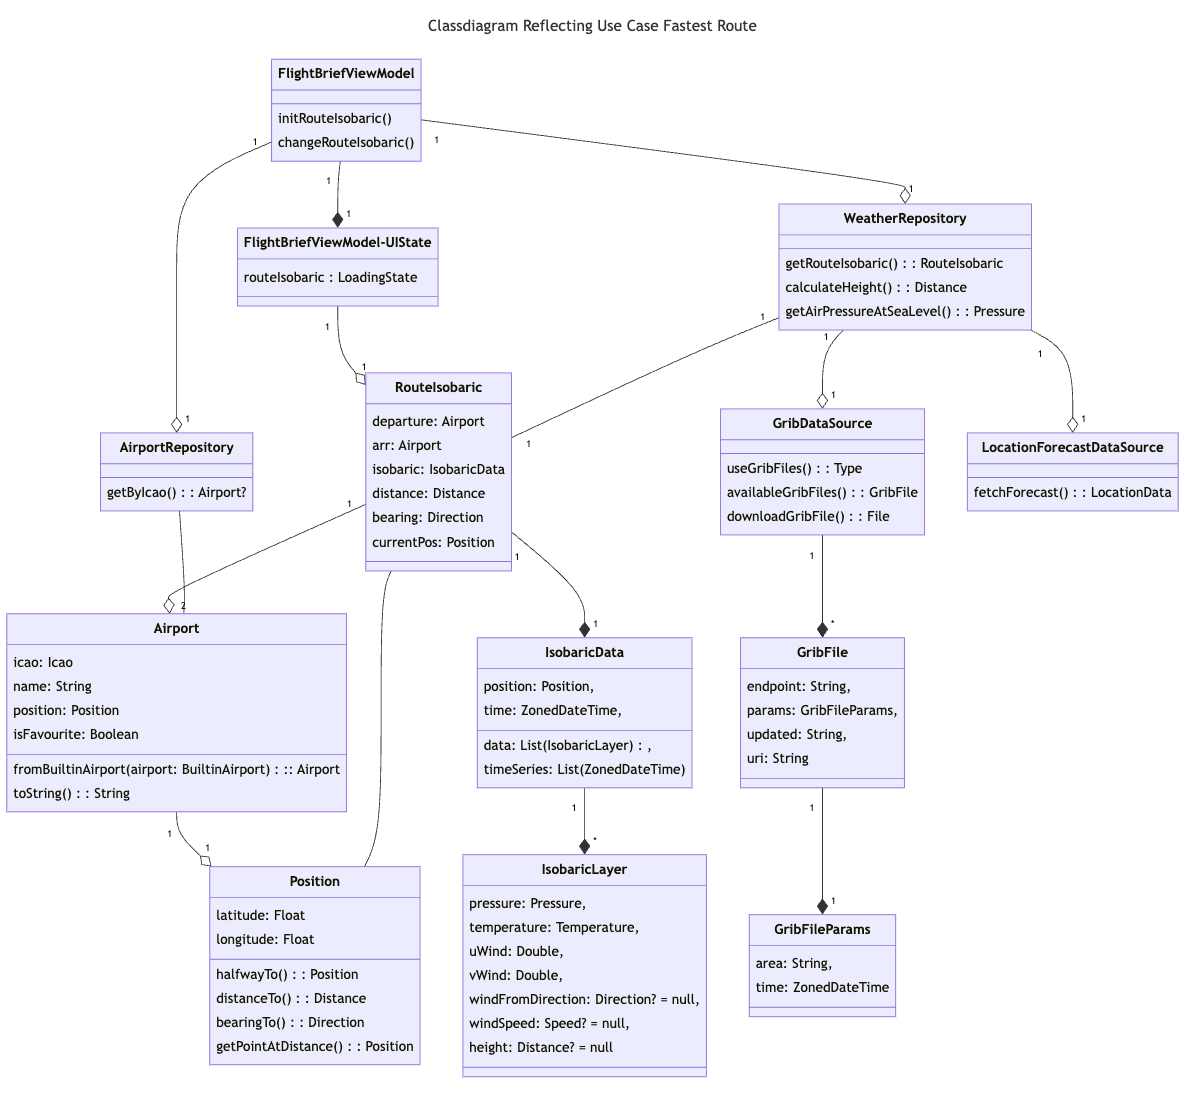 Classdiagram Reflecting Use Case Fastest Route
FlightBriefViewModel
initRouteIsobaric()
changeRouteIsobaric()
1
1
1
1
1
FlightBriefViewModel-UIState
routeIsobaric : LoadingState
WeatherRepository
getRouteIsobaric() : : RouteIsobaric
calculateHeight() : : Distance
getAirPressureAtSeaLevel() : : Pressure
1
1
1
1
1
1
1
1
1
1
AirportRepository
getByIcao() : : Airport?
RouteIsobaric
departure: Airport
arr: Airport
isobaric: IsobaricData
distance: Distance
bearing: Direction
currentPos: Position
GribDataSource
useGribFiles() : : Type
availableGribFiles() : : GribFile
downloadGribFile() : : File
LocationForecastDataSource
fetchForecast() : : LocationData
1
2
1
1
1
*
Airport
icao: Icao
name: String
position: Position
isFavourite: Boolean
fromBuiltinAirport(airport: BuiltinAirport) : :: Airport
toString() : : String
IsobaricData
position: Position,
time: ZonedDateTime,
data: List(IsobaricLayer) : ,
timeSeries: List(ZonedDateTime)
GribFile
endpoint: String,
params: GribFileParams,
updated: String,
uri: String
1
1
1
*
1
1
Position
latitude: Float
longitude: Float
halfwayTo() : : Position
distanceTo() : : Distance
bearingTo() : : Direction
getPointAtDistance() : : Position
IsobaricLayer
pressure: Pressure,
temperature: Temperature,
uWind: Double,
vWind: Double,
windFromDirection: Direction? = null,
windSpeed: Speed? = null,
height: Distance? = null
GribFileParams
area: String,
time: ZonedDateTime